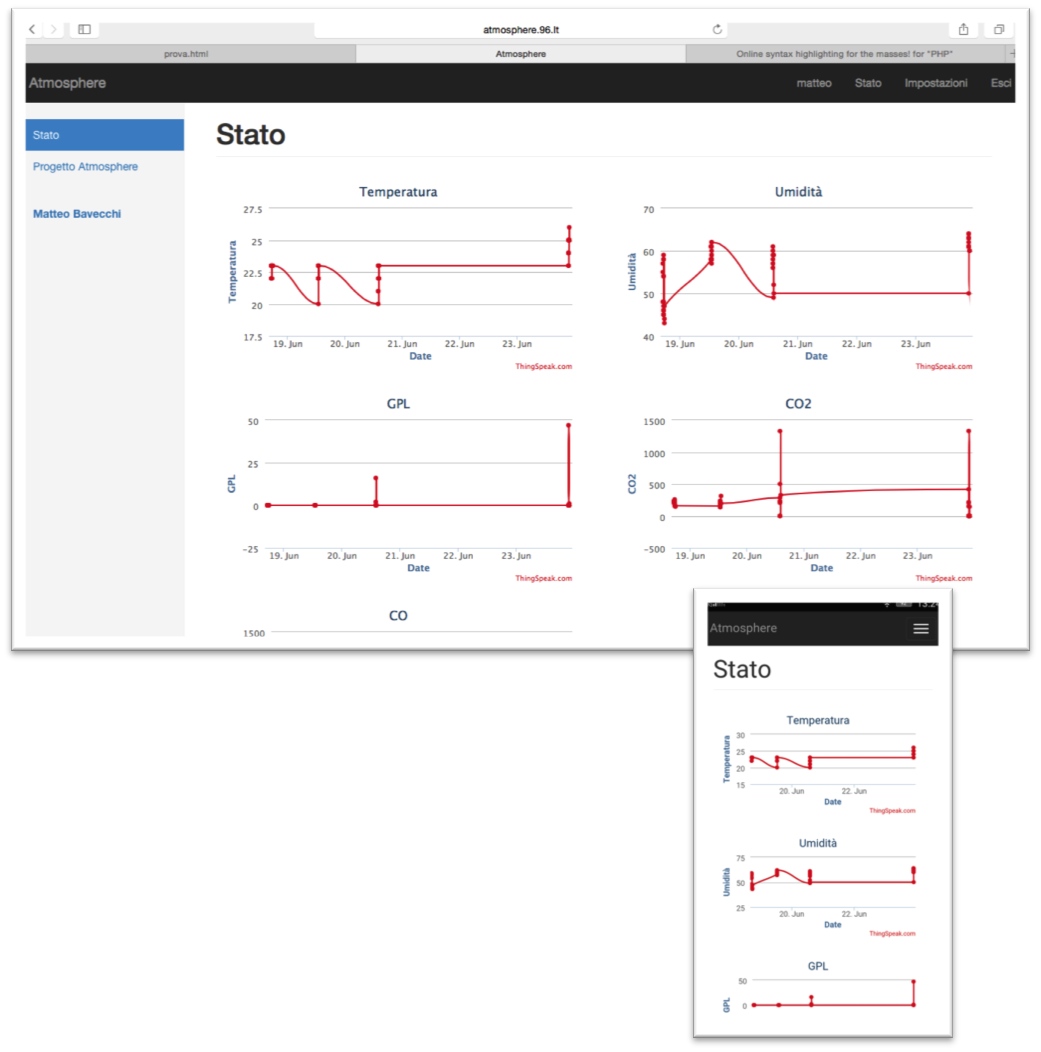 atmosphere.96.lt
prova.html
Atmosphere
Online syntax highlighting for the masses! for "PHP"
Atmosphere
matteo Stato Impostazioni Esci
Stato
Progetto Atmosphere
Matteo Bavecchi
Stato
Temperatura
27.5
25
22.5
20
17.5
Temperatura
19. Jun 20. Jun 21. Jun 22. Jun 23. Jun
Date
ThingSpeak.com
Umidità
70
60
50
40
Umidità
19. Jun 20. Jun 21. Jun 22. Jun 23. Jun
Date
ThingSpeak.com
GPL
50
25
0
-25
GPL
19. Jun 20. Jun 21. Jun 22. Jun 23. Jun
Date
ThingSpeak.com
CO2
1500
1000
500
0
-500
CO2
19. Jun 20. Jun 21. Jun 22. Jun 23. Jun
Date
ThingSpeak.com
CO
1500
Atmosphere
Stato
Temperatura
30
25
20
15
Temperatura
20. Jun 22. Jun
Date
ThingSpeak.com
Umidità
75
50
25
Umidità
20. Jun 22. Jun
Date
ThingSpeak.com
GPL
50
0
GPL